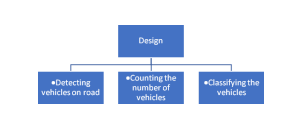 Design
●Detecting
vehicles on road
●Counting the
number of
vehicles
●Classifying the
vehicles